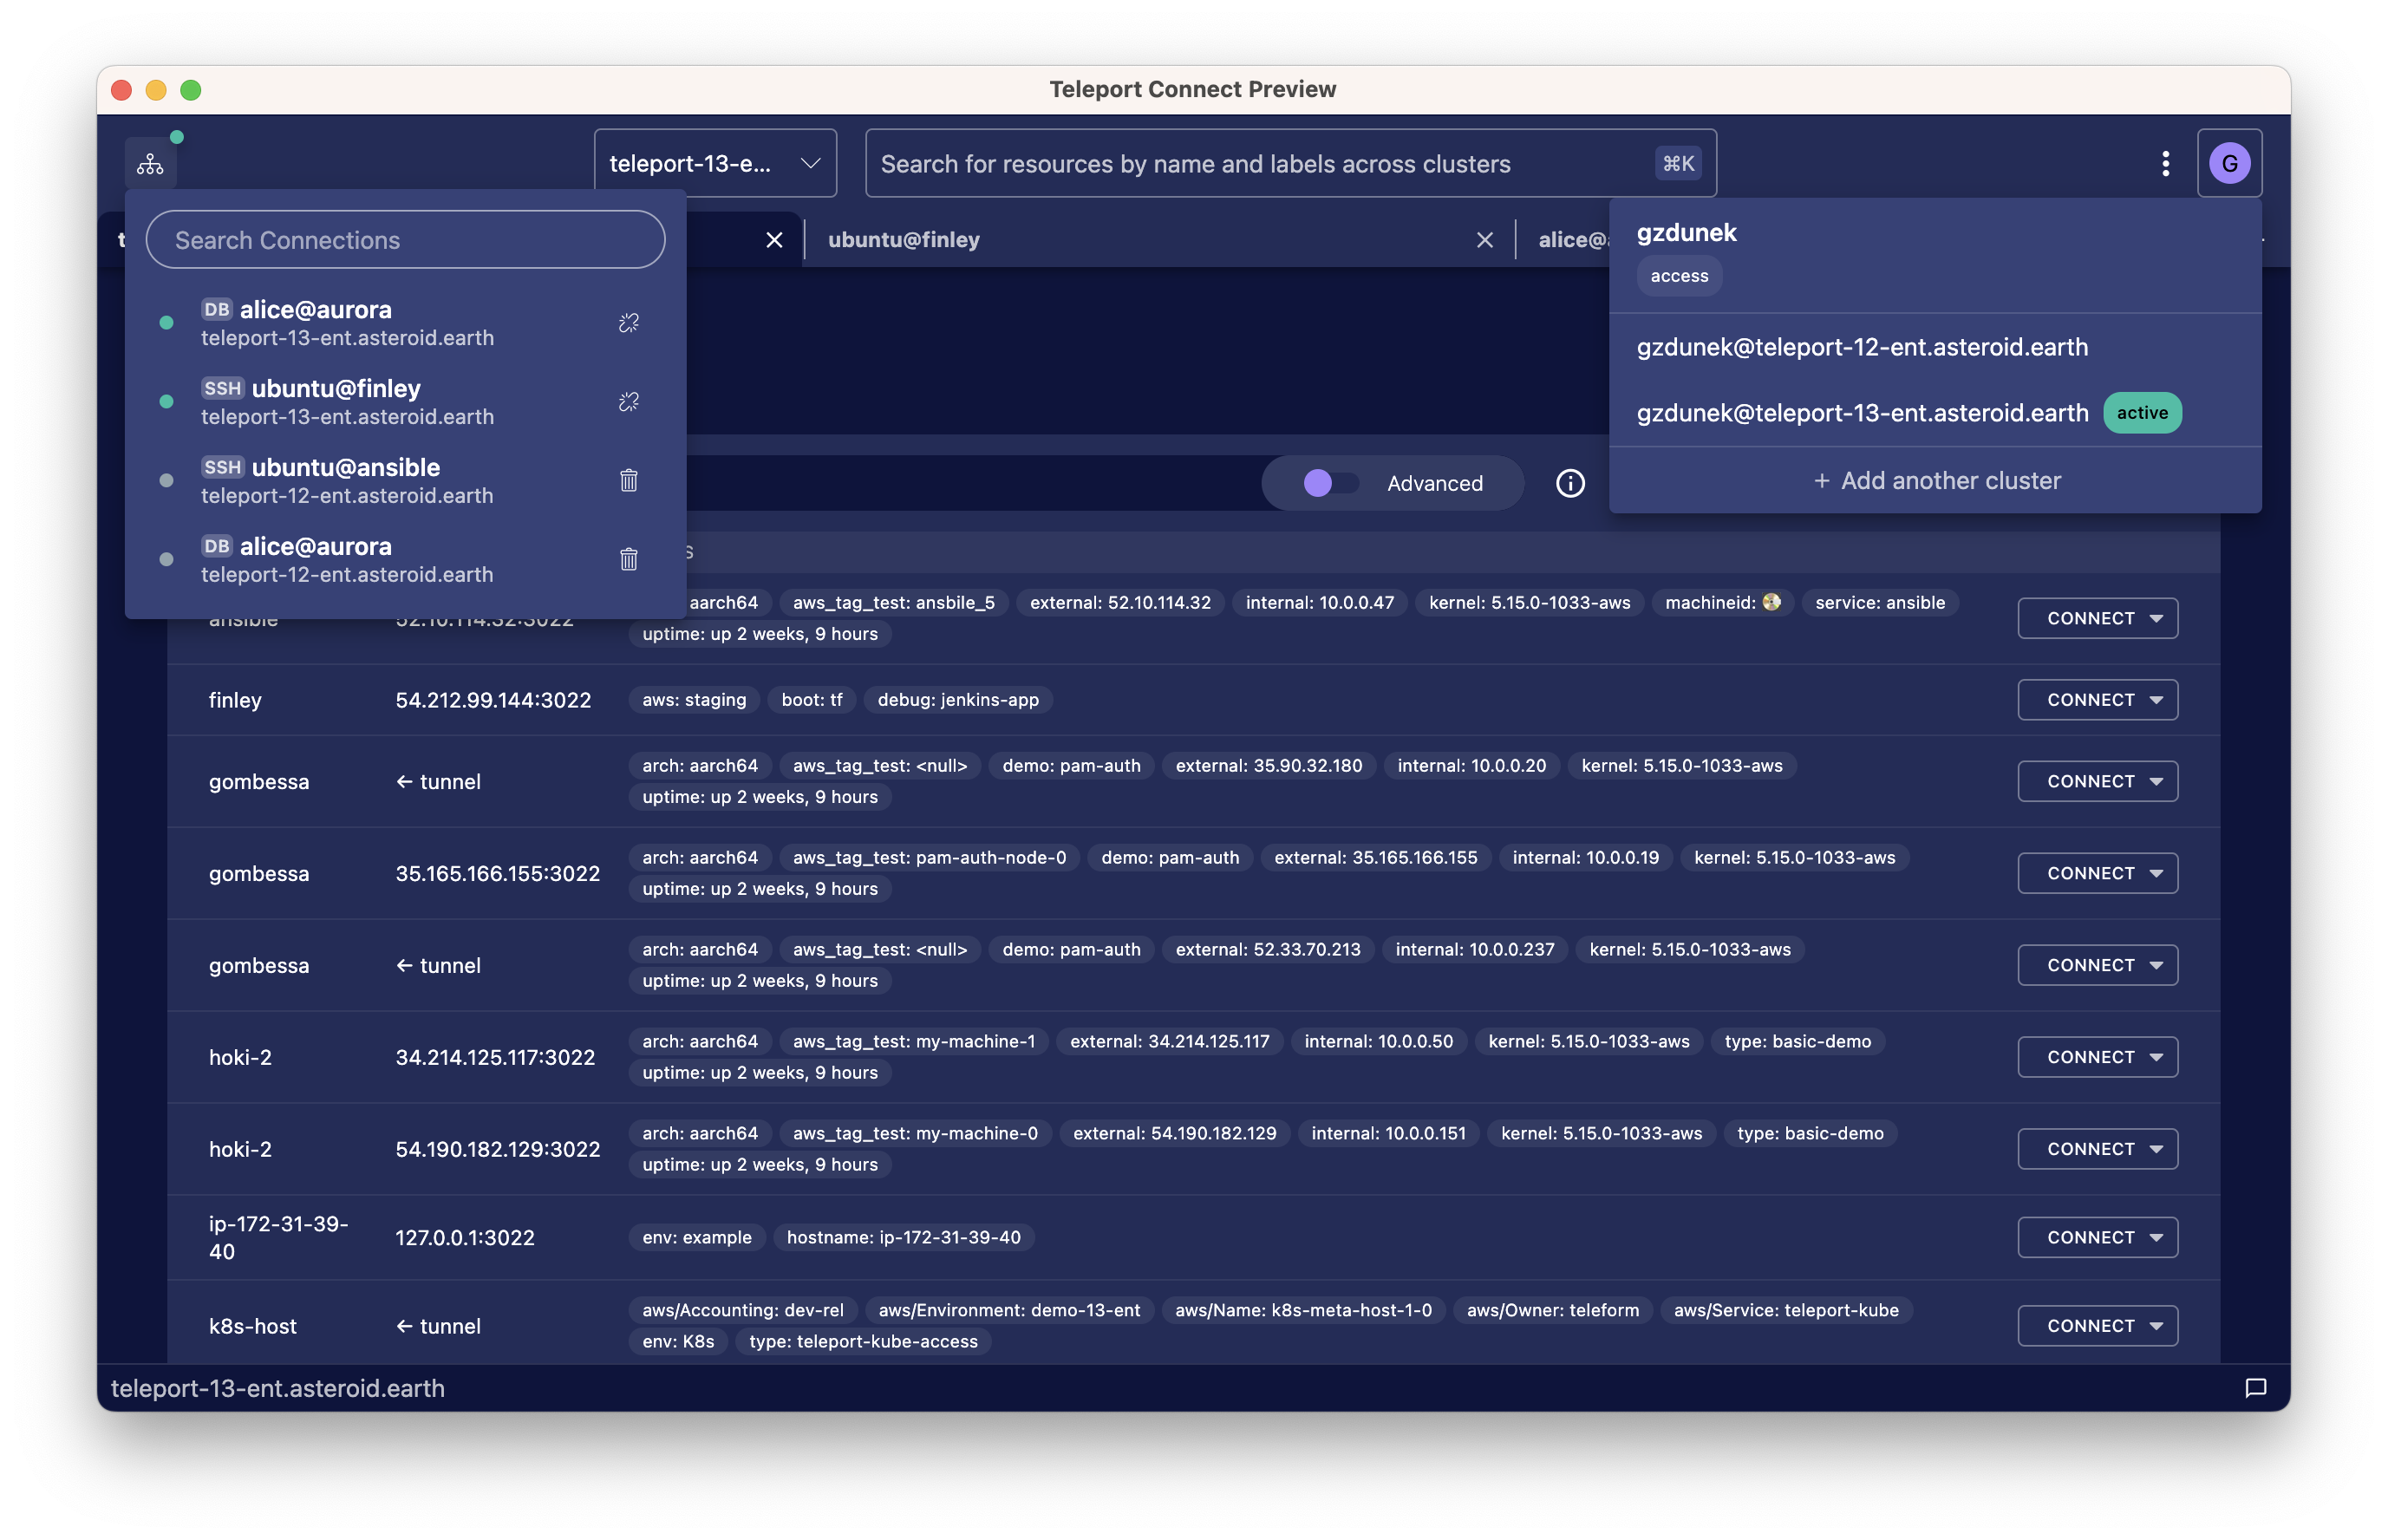 Teleport Connect Preview
teleport-13-e...
Search for resources by name and labels across clusters
⌘K
G
ubuntu@finley
alice@
Search Connections
DB alice@aurora
teleport-13-ent.asteroid.earth
SSH ubuntu@finley
teleport-13-ent.asteroid.earth
SSH ubuntu@ansible
teleport-12-ent.asteroid.earth
DB alice@aurora
teleport-12-ent.asteroid.earth
gzdunek
access
gzdunek@teleport-12-ent.asteroid.earth
gzdunek@teleport-13-ent.asteroid.earth active
+ Add another cluster
Advanced
ansible 52.10.114.32:3022 aarch64 aws_tag_test: ansbile_5 external: 52.10.114.32 internal: 10.0.0.47 kernel: 5.15.0-1033-aws machineid: 📀 service: ansible CONNECT
uptime: up 2 weeks, 9 hours
finley 54.212.99.144:3022 aws: staging boot: tf debug: jenkins-app CONNECT
gombessa ← tunnel arch: aarch64 aws_tag_test: <null> demo: pam-auth external: 35.90.32.180 internal: 10.0.0.20 kernel: 5.15.0-1033-aws CONNECT
uptime: up 2 weeks, 9 hours
gombessa 35.165.166.155:3022 arch: aarch64 aws_tag_test: pam-auth-node-0 demo: pam-auth external: 35.165.166.155 internal: 10.0.0.19 kernel: 5.15.0-1033-aws CONNECT
uptime: up 2 weeks, 9 hours
gombessa ← tunnel arch: aarch64 aws_tag_test: <null> demo: pam-auth external: 52.33.70.213 internal: 10.0.0.237 kernel: 5.15.0-1033-aws CONNECT
uptime: up 2 weeks, 9 hours
hoki-2 34.214.125.117:3022 arch: aarch64 aws_tag_test: my-machine-1 external: 34.214.125.117 internal: 10.0.0.50 kernel: 5.15.0-1033-aws type: basic-demo CONNECT
uptime: up 2 weeks, 9 hours
hoki-2 54.190.182.129:3022 arch: aarch64 aws_tag_test: my-machine-0 external: 54.190.182.129 internal: 10.0.0.151 kernel: 5.15.0-1033-aws type: basic-demo CONNECT
uptime: up 2 weeks, 9 hours
ip-172-31-39-
40 127.0.0.1:3022 env: example hostname: ip-172-31-39-40 CONNECT
k8s-host ← tunnel aws/Accounting: dev-rel aws/Environment: demo-13-ent aws/Name: k8s-meta-host-1-0 aws/Owner: teleform aws/Service: teleport-kube CONNECT
env: K8s type: teleport-kube-access
teleport-13-ent.asteroid.earth